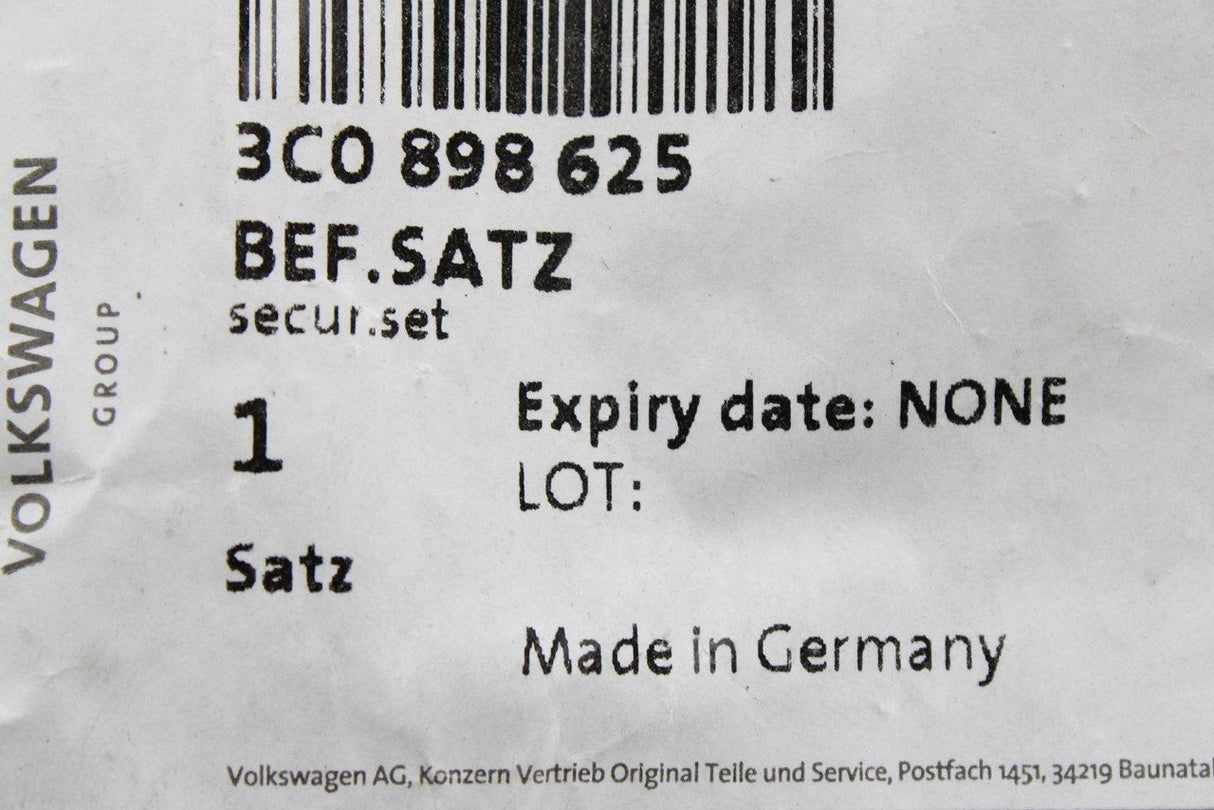 VOLKSWAGEN
GROUP
3C0 898 625
BEF.SATZ
secur.set
1
Expiry date: NONE
LOT:
Satz
Made in Germany
Volkswagen AG, Konzern Vertrieb Original Teile und Service, Postfach 1451, 34219 Baunatal